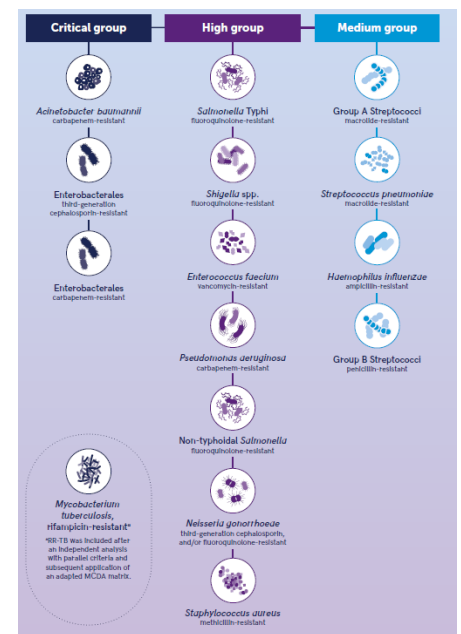 Critical group
High group
Medium group
Acinetobacter baumannii
carbapenem-resistant
Enterobacterales
third-generation
cephalosporin-resistant
Enterobacterales
carbapenem-resistant
Mycobacterium
tuberculosis,
rifampicin-resistant*
*RR-TB was included after
an independent analysis
with parallel criteria and
subsequent application of
an adapted MCDA matrix.
Salmonella Typhi
fluoroquinolone-resistant
Shigella spp.
fluoroquinolone-resistant
Enterococcus faecium
vancomycin-resistant
Pseudomonas aeruginosa
carbapenem-resistant
Non-typhoidal Salmonella
fluoroquinolone-resistant
Neisseria gonorrhoeae
third-generation cephalosporin,
and/or fluoroquinolone-resistant
Staphylococcus aureus
methicillin-resistant
Group A Streptococci
macrolide-resistant
Streptococcus pneumoniae
macrolide-resistant
Haemophilus influenzae
ampicillin-resistant
Group B Streptococci
penicillin-resistant